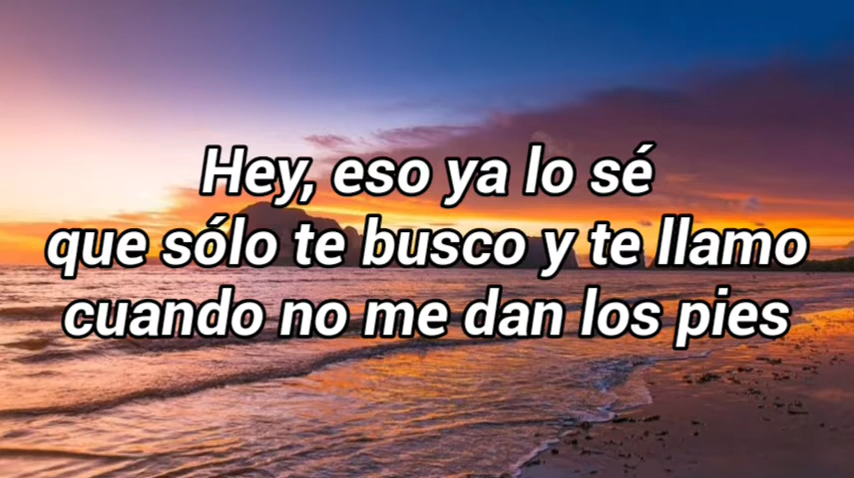 Hey, eso ya lo sé
que sólo te busco y te llamo
cuando no me dan los pies